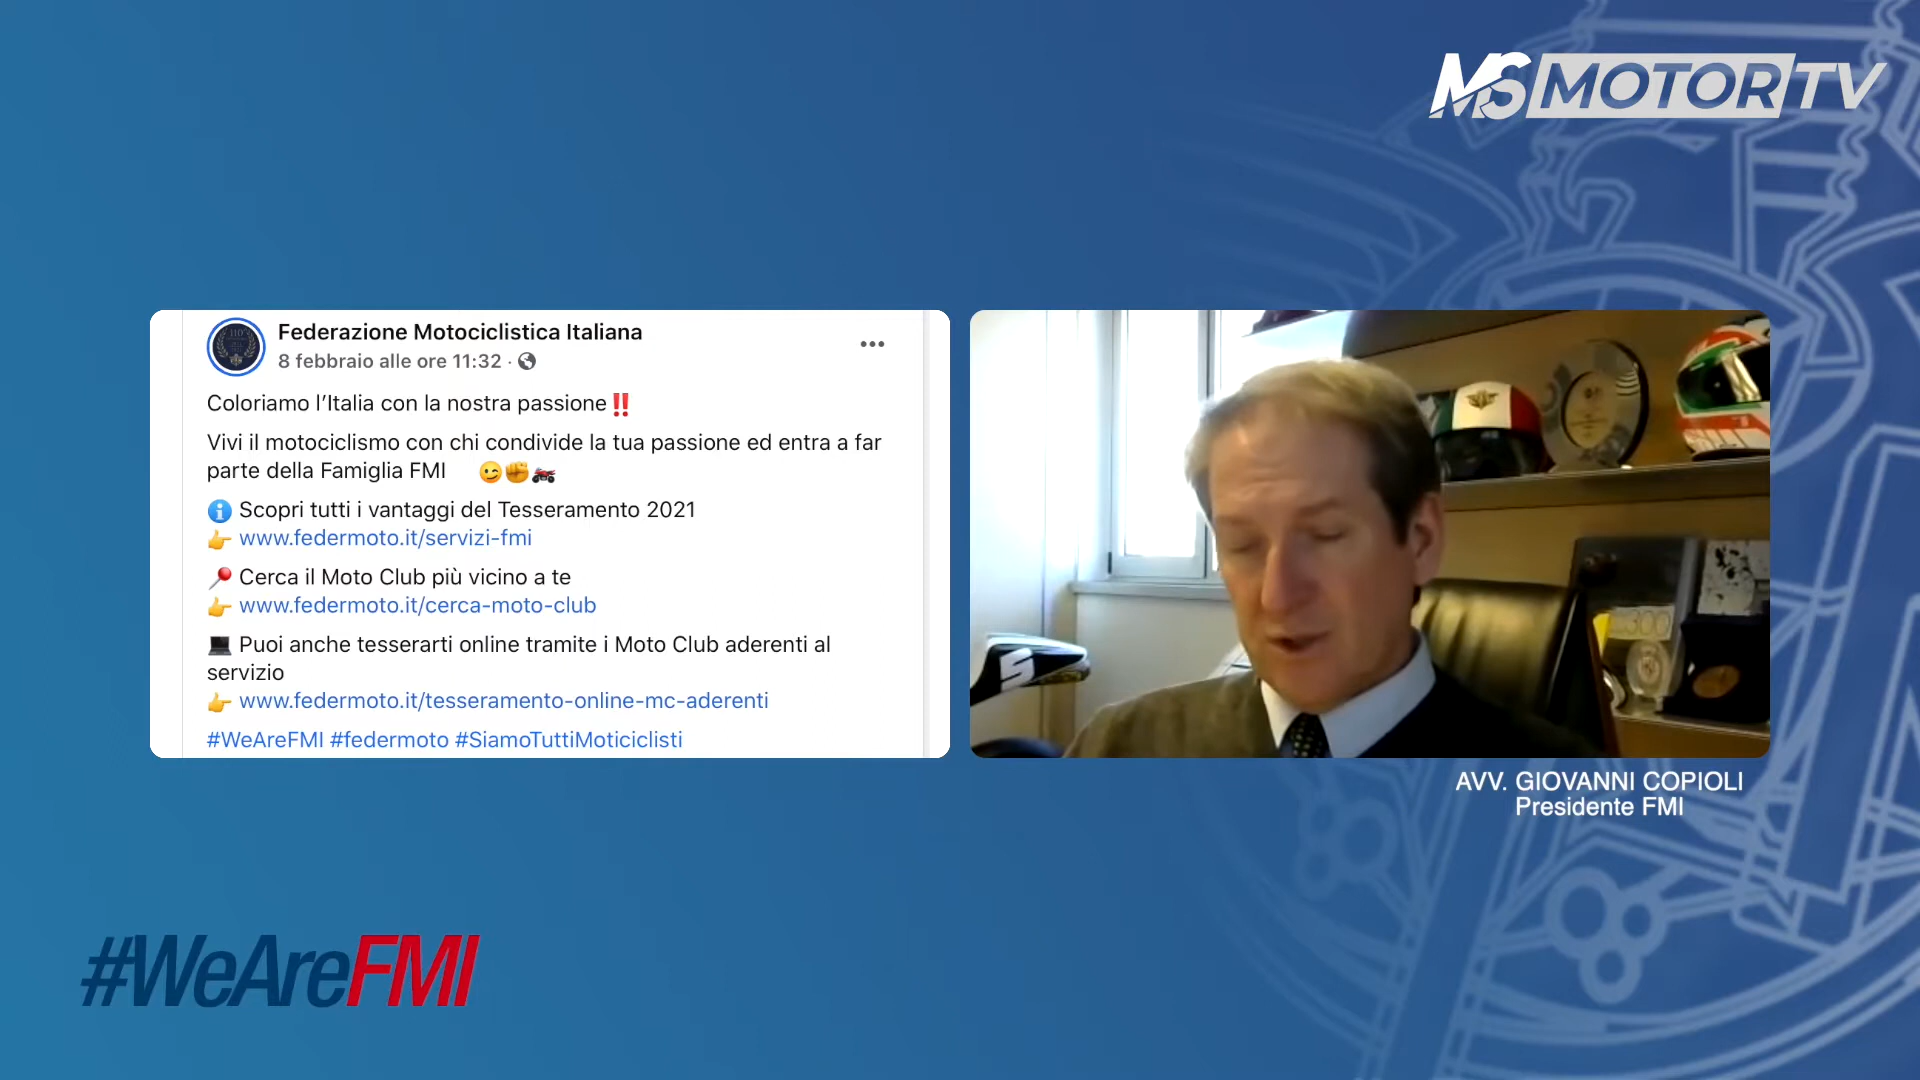 MS MOTOR TV
Federazione Motociclistica Italiana
8 febbraio alle ore 11:32 ·
Coloriamo l’Italia con la nostra passione‼️
Vivi il motociclismo con chi condivide la tua passione ed entra a far
parte della Famiglia FMI 😉✊🏍
ℹ️ Scopri tutti i vantaggi del Tesseramento 2021
👉 www.federmoto.it/servizi-fmi
📍 Cerca il Moto Club più vicino a te
👉 www.federmoto.it/cerca-moto-club
💻 Puoi anche tesserarti online tramite i Moto Club aderenti al
servizio
👉 www.federmoto.it/tesseramento-online-mc-aderenti
#WeAreFMI #federmoto #SiamoTuttiMoticiclisti
300
AVV. GIOVANNI COPIOLI
Presidente FMI
#WeAreFMI